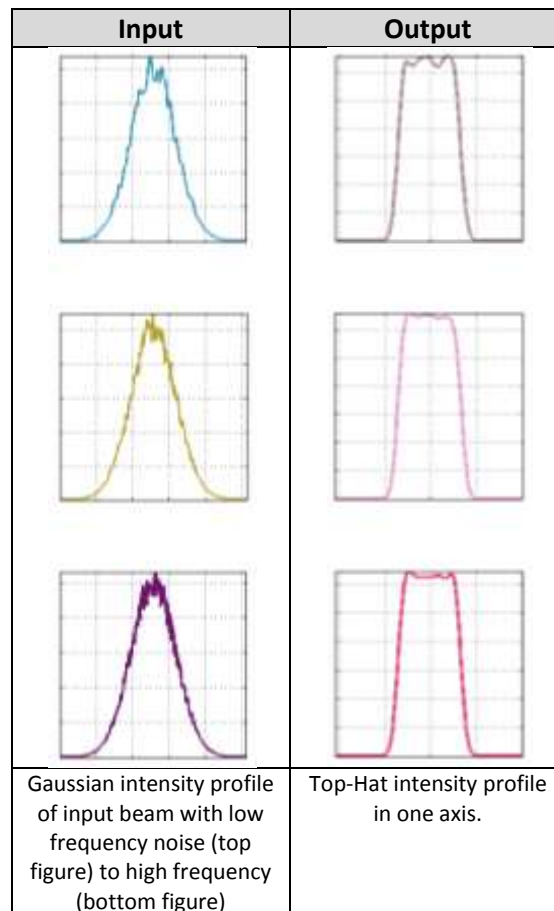 Input
Output
Gaussian intensity profile
of input beam with low
frequency noise (top
figure) to high frequency
(bottom figure)
Top-Hat intensity profile
in one axis.